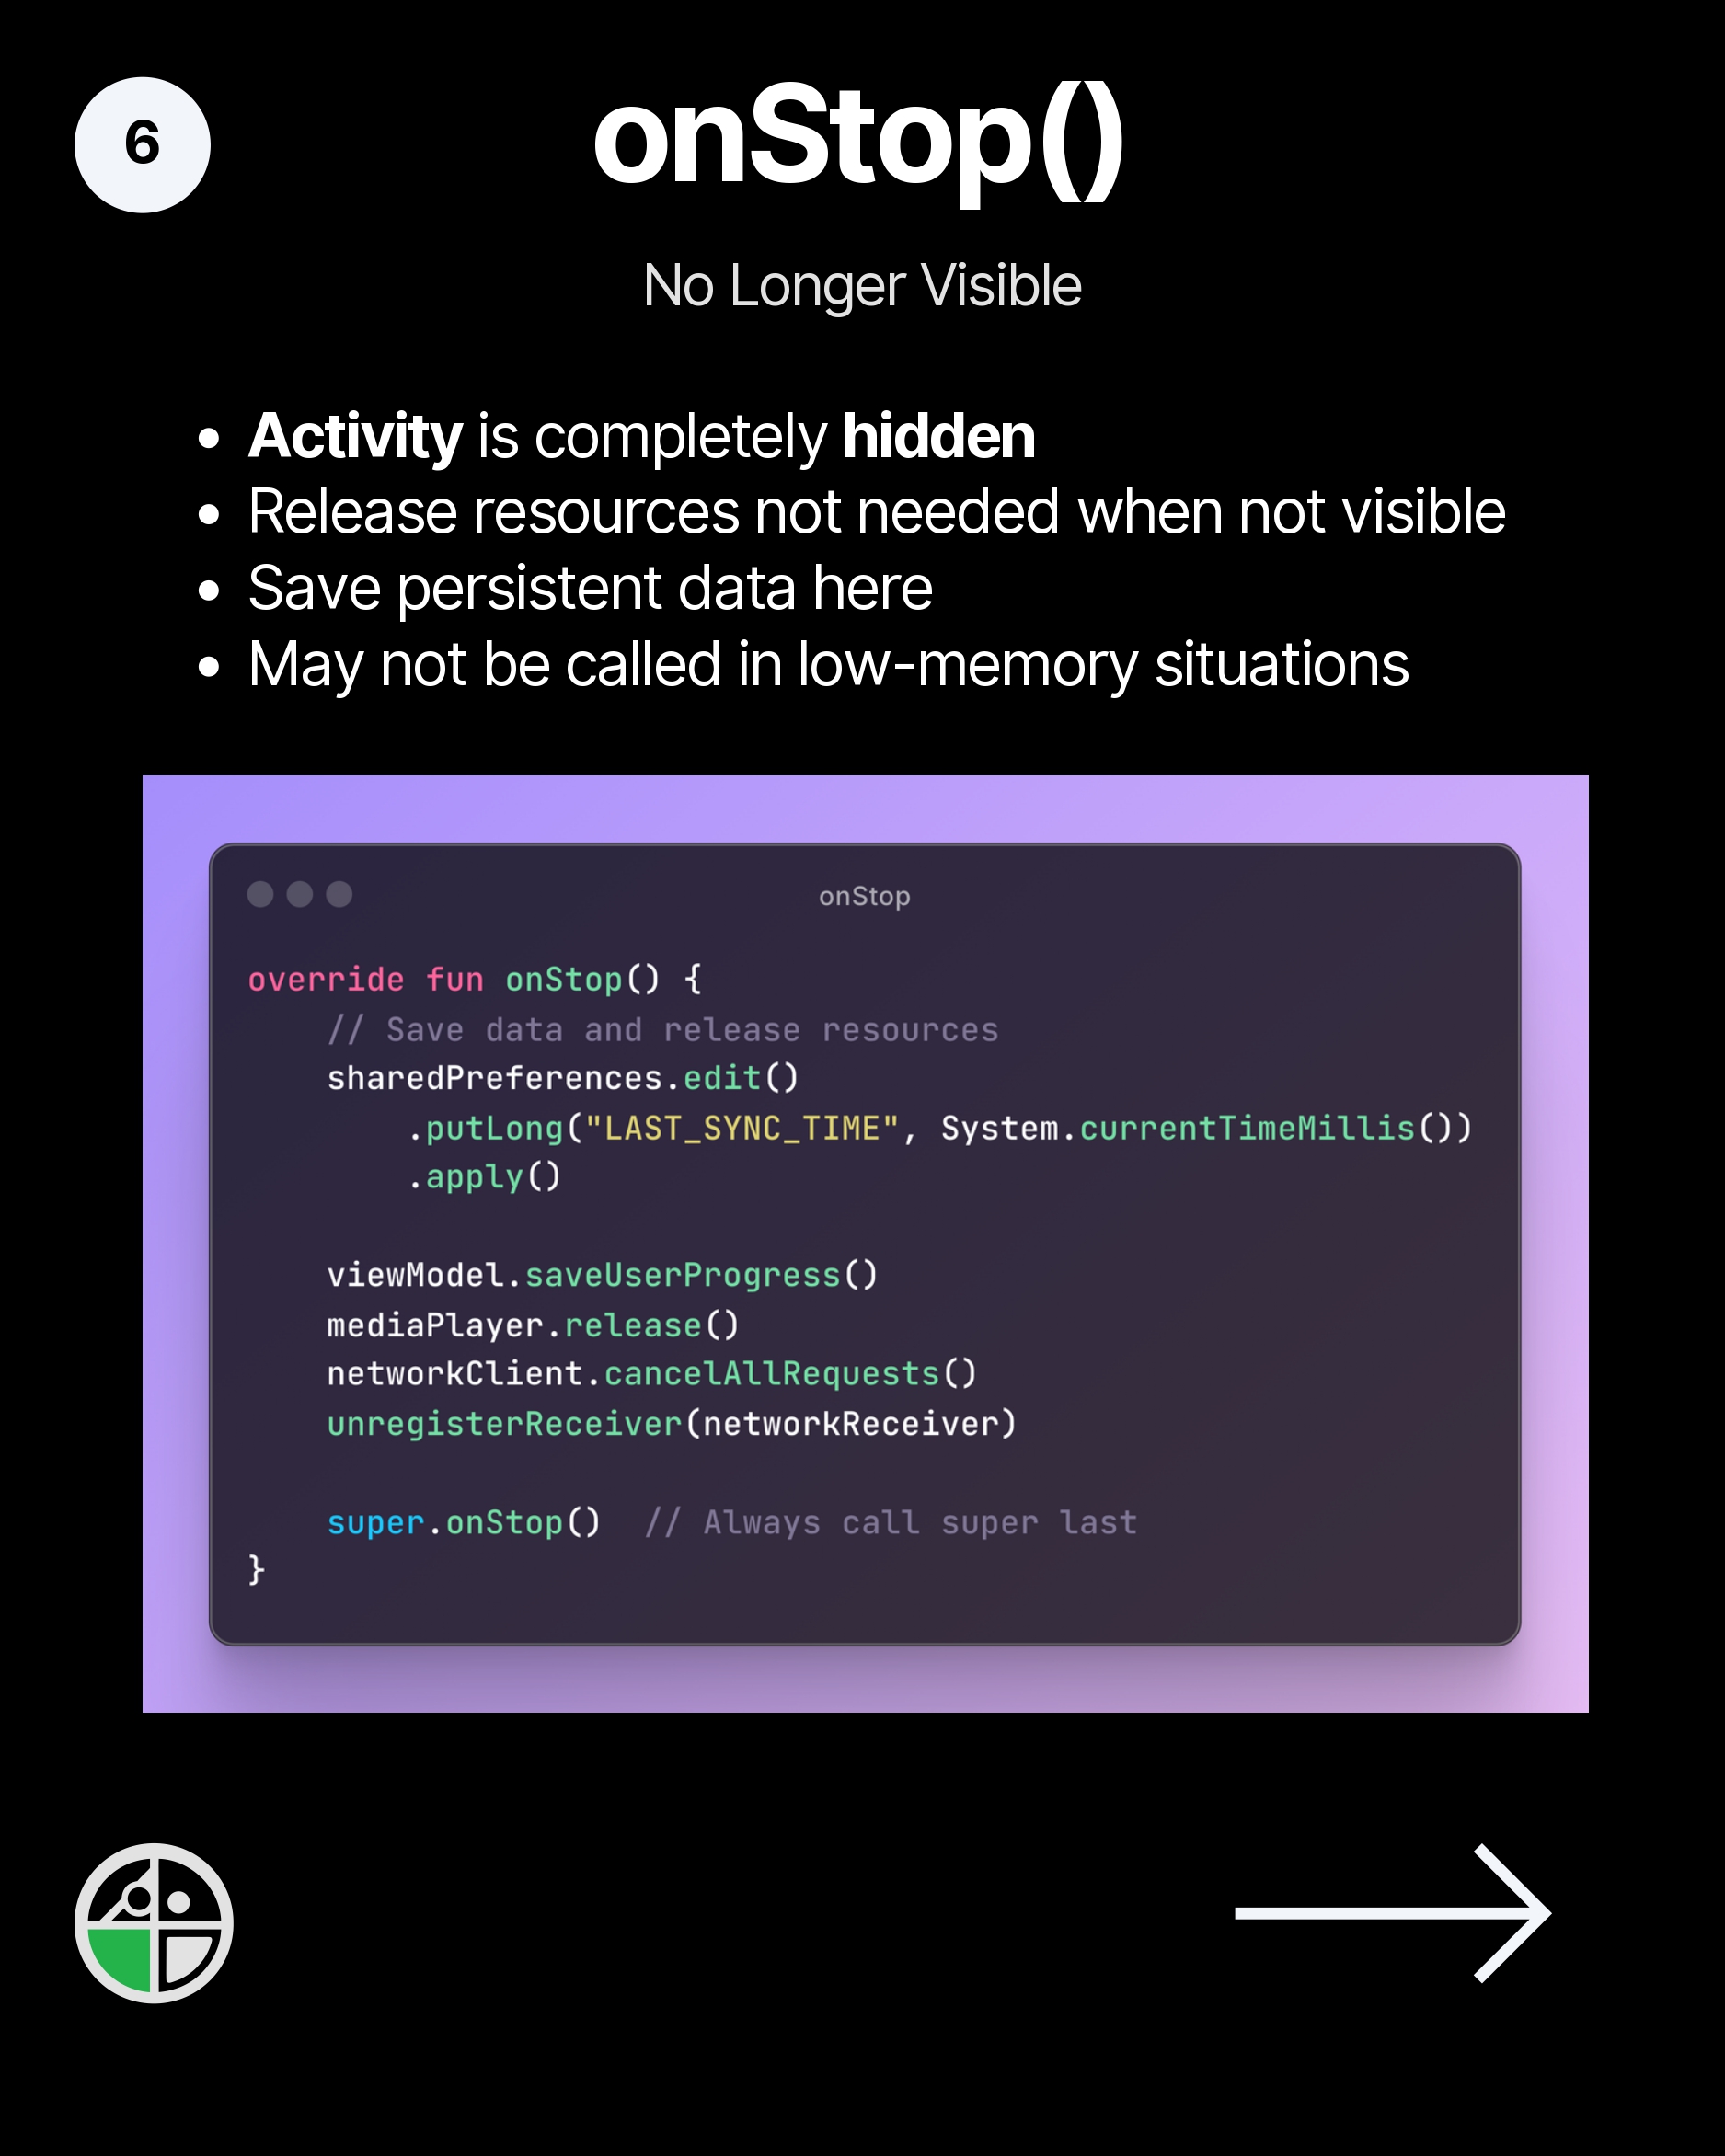 6
onStop()
No Longer Visible
• Activity is completely hidden
• Release resources not needed when not visible
• Save persistent data here
• May not be called in low-memory situations
onStop
override fun onStop() {
    // Save data and release resources
    sharedPreferences.edit()
        .putLong("LAST_SYNC_TIME", System.currentTimeMillis())
        .apply()
    viewModel.saveUserProgress()
    mediaPlayer.release()
    networkClient.cancelAllRequests()
    unregisterReceiver(networkReceiver)
    super.onStop()  // Always call super last
}